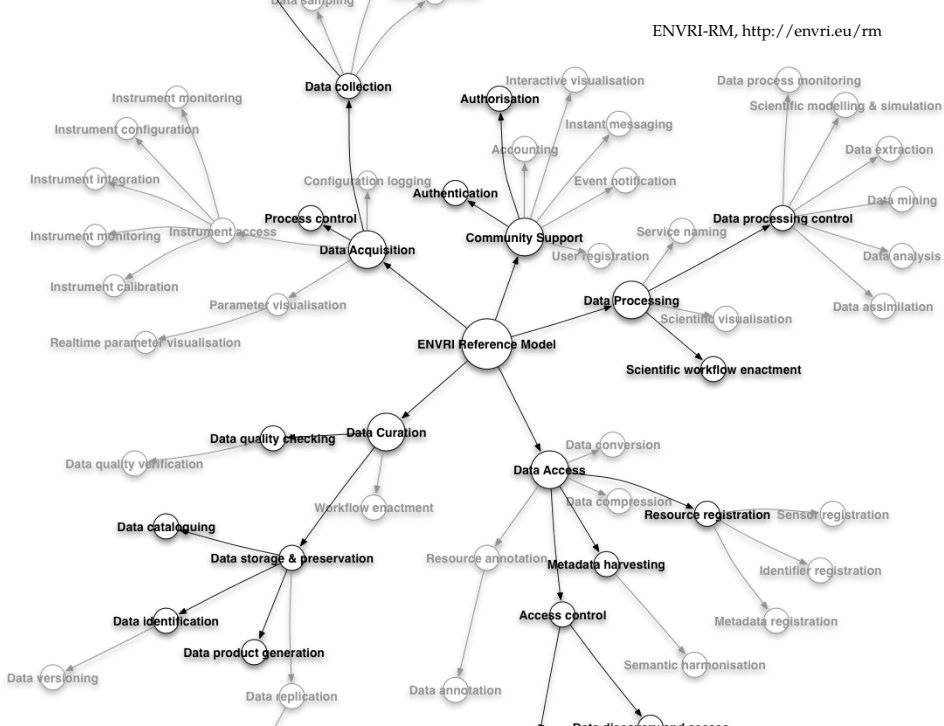 Data sampling
ENVRI-RM, http://envri.eu/rm
Data collection
Interactive visualisation
Data process monitoring
Instrument monitoring
Authorisation
Scientific modelling & simulation
Instrument configuration
Instant messaging
Accounting
Data extraction
Instrument integration
Configuration logging
Authentication
Event notification
Data mining
Process control
Data processing control
Instrument monitoring
Instrument access
Community Support
Service naming
Data Acquisition
User registration
Data analysis
Instrument calibration
Parameter visualisation
Data Processing
Data assimilation
Scientific visualisation
Realtime parameter visualisation
ENVRI Reference Model
Scientific workflow enactment
Data quality checking
Data Curation
Data conversion
Data quality verification
Data Access
Workflow enactment
Data compression
Resource registration
Sensor registration
Data cataloguing
Data storage & preservation
Resource annotation
Metadata harvesting
Identifier registration
Data identification
Access control
Metadata registration
Data product generation
Semantic harmonisation
Data versioning
Data replication
Data annotation
Data discovery and access